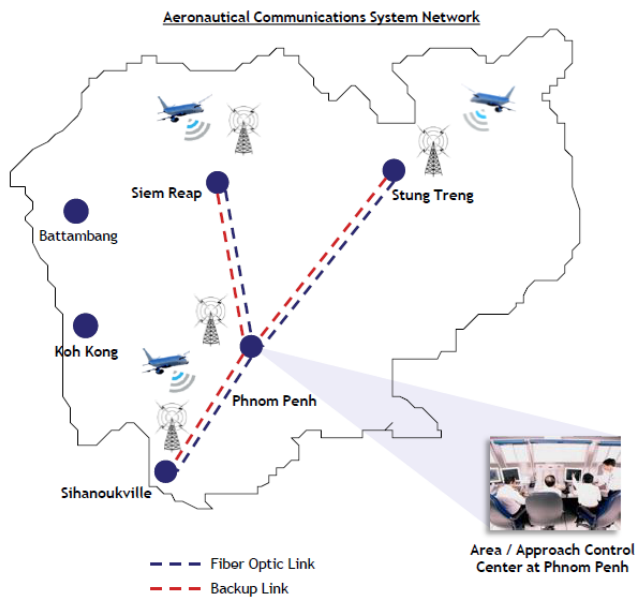 Aeronautical Communications System Network
Siem Reap
Stung Treng
Battambang
Koh Kong
Phnom Penh
Sihanoukville
Area / Approach Control
Center at Phnom Penh
Fiber Optic Link
Backup Link